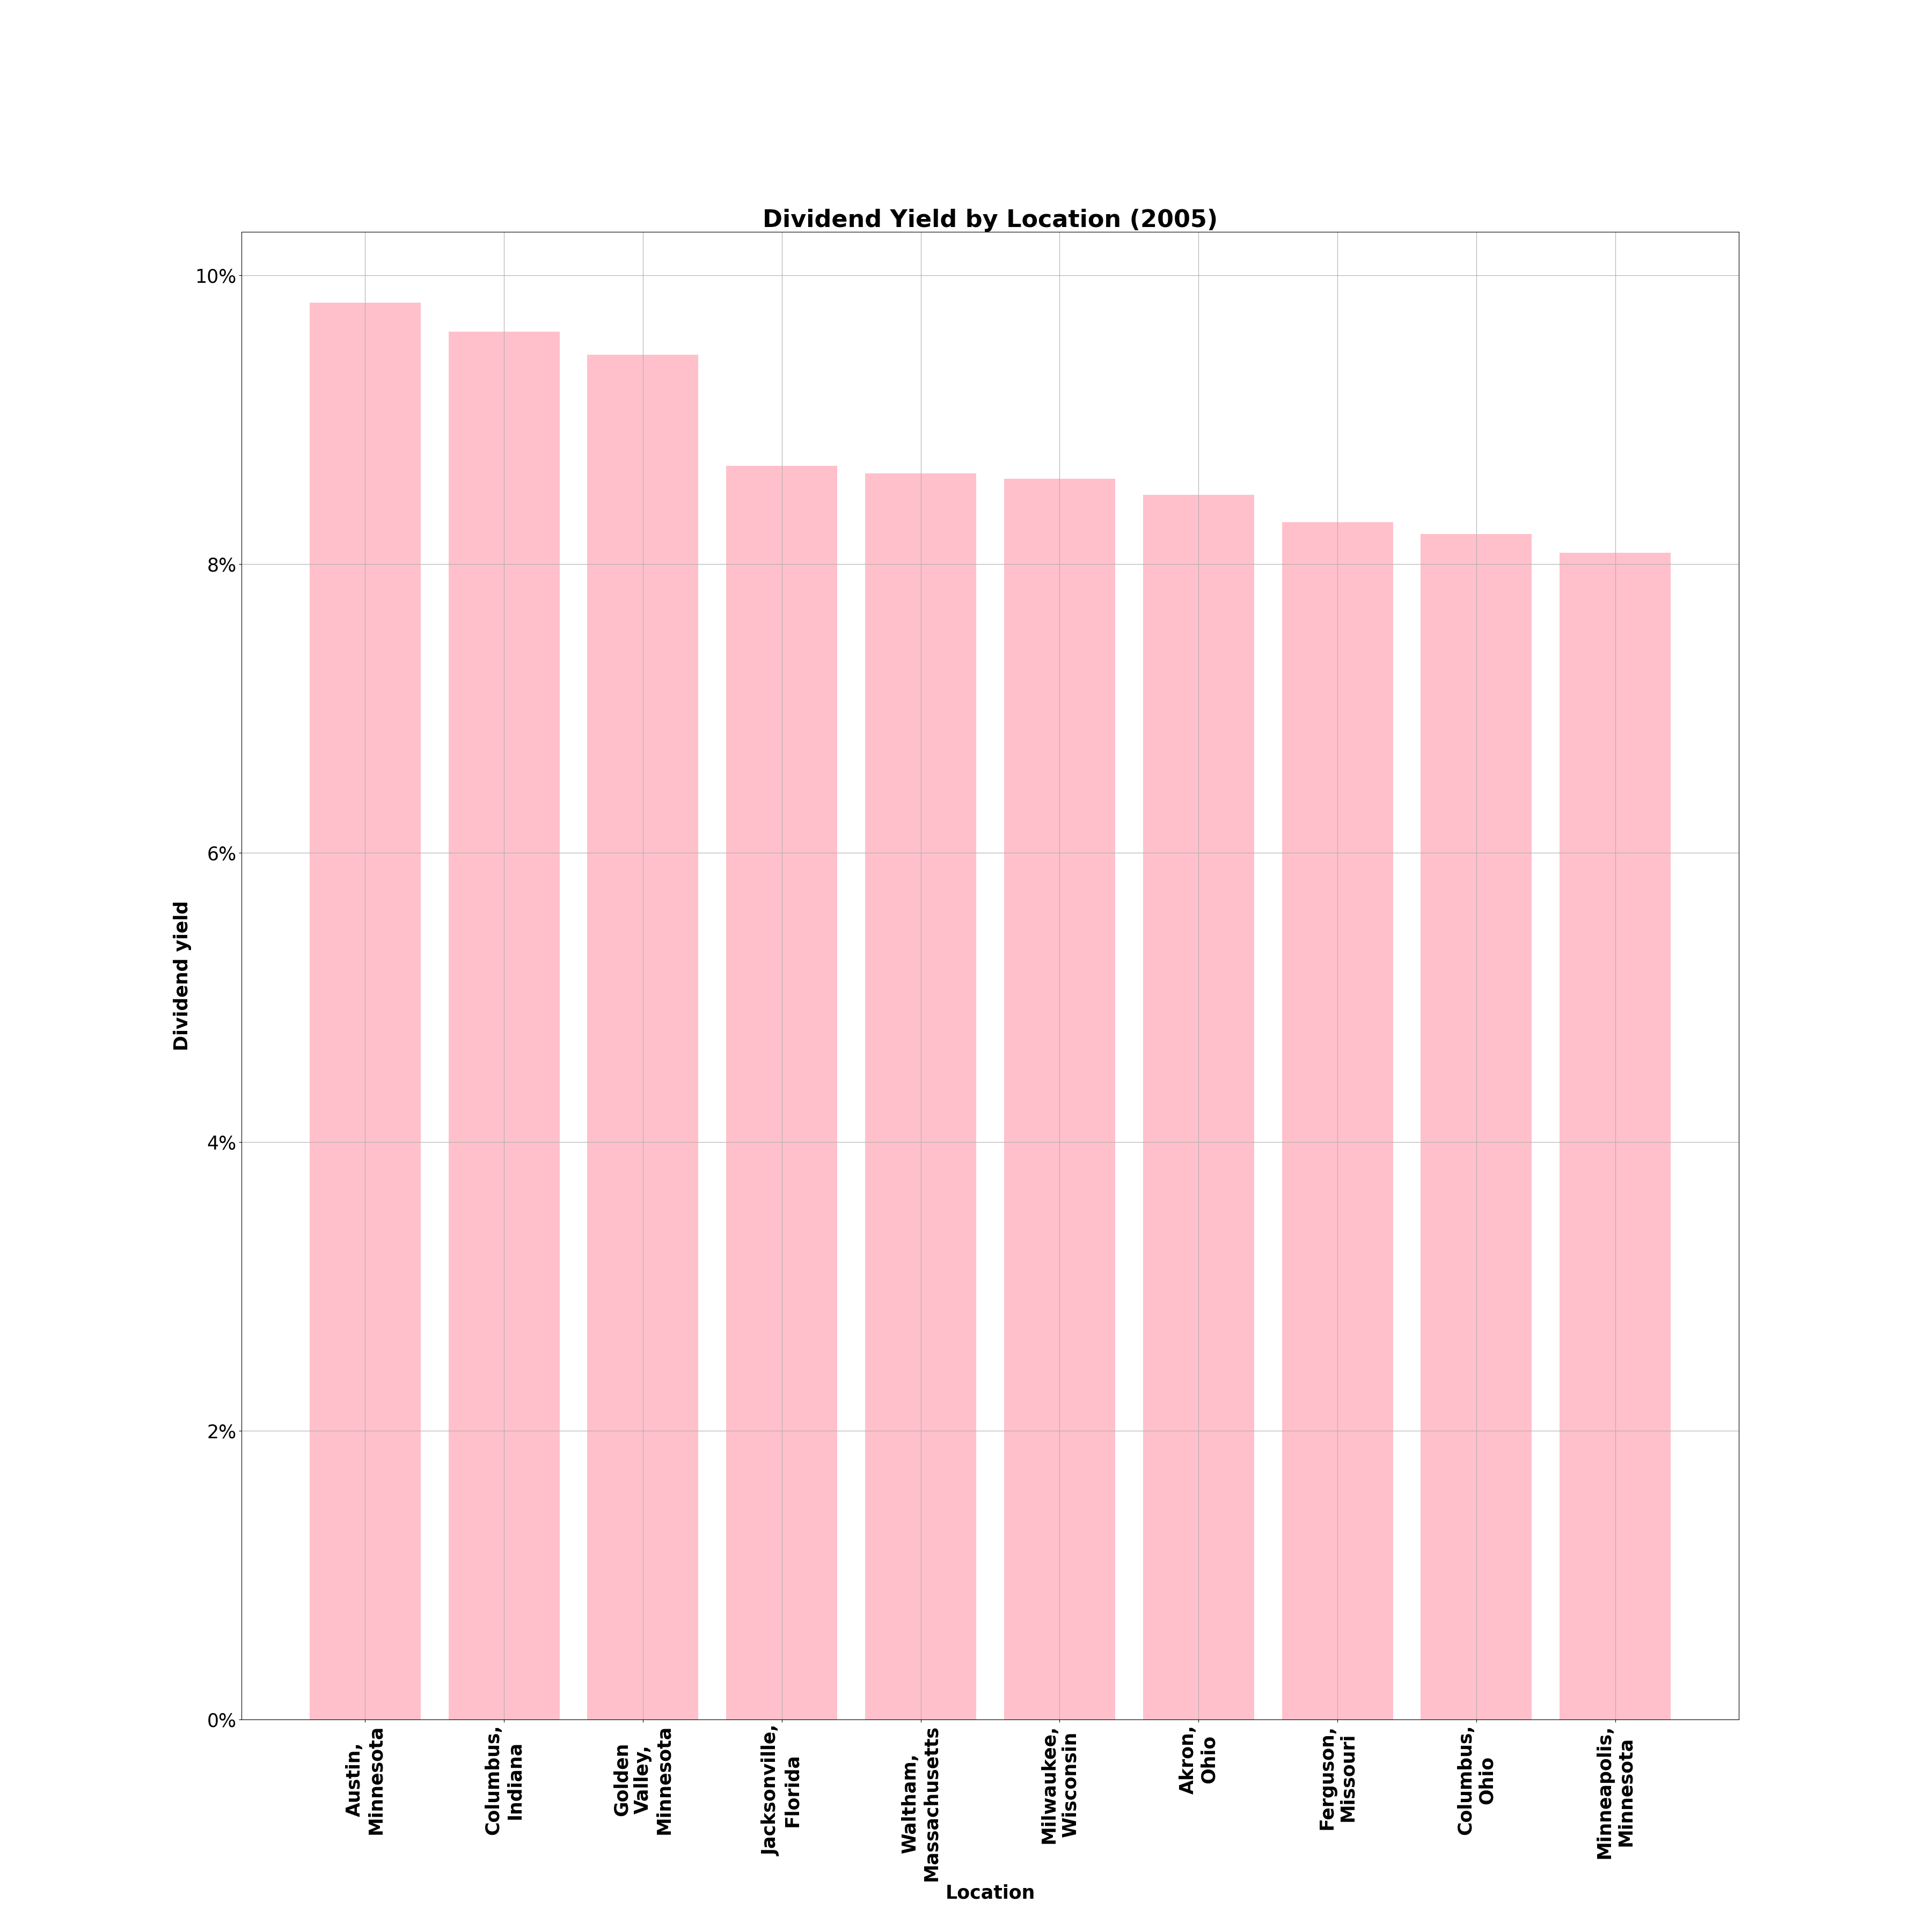 Dividend Yield by Location (2005)
10%
8%
6%
4%
2%
0%
Dividend yield
Austin,
Minnesota
Columbus,
Indiana
Golden
Valley,
Minnesota
Jacksonville,
Florida
Waltham,
Massachusetts
Milwaukee,
Wisconsin
Akron,
Ohio
Ferguson,
Missouri
Columbus,
Ohio
Minneapolis,
Minnesota
Location